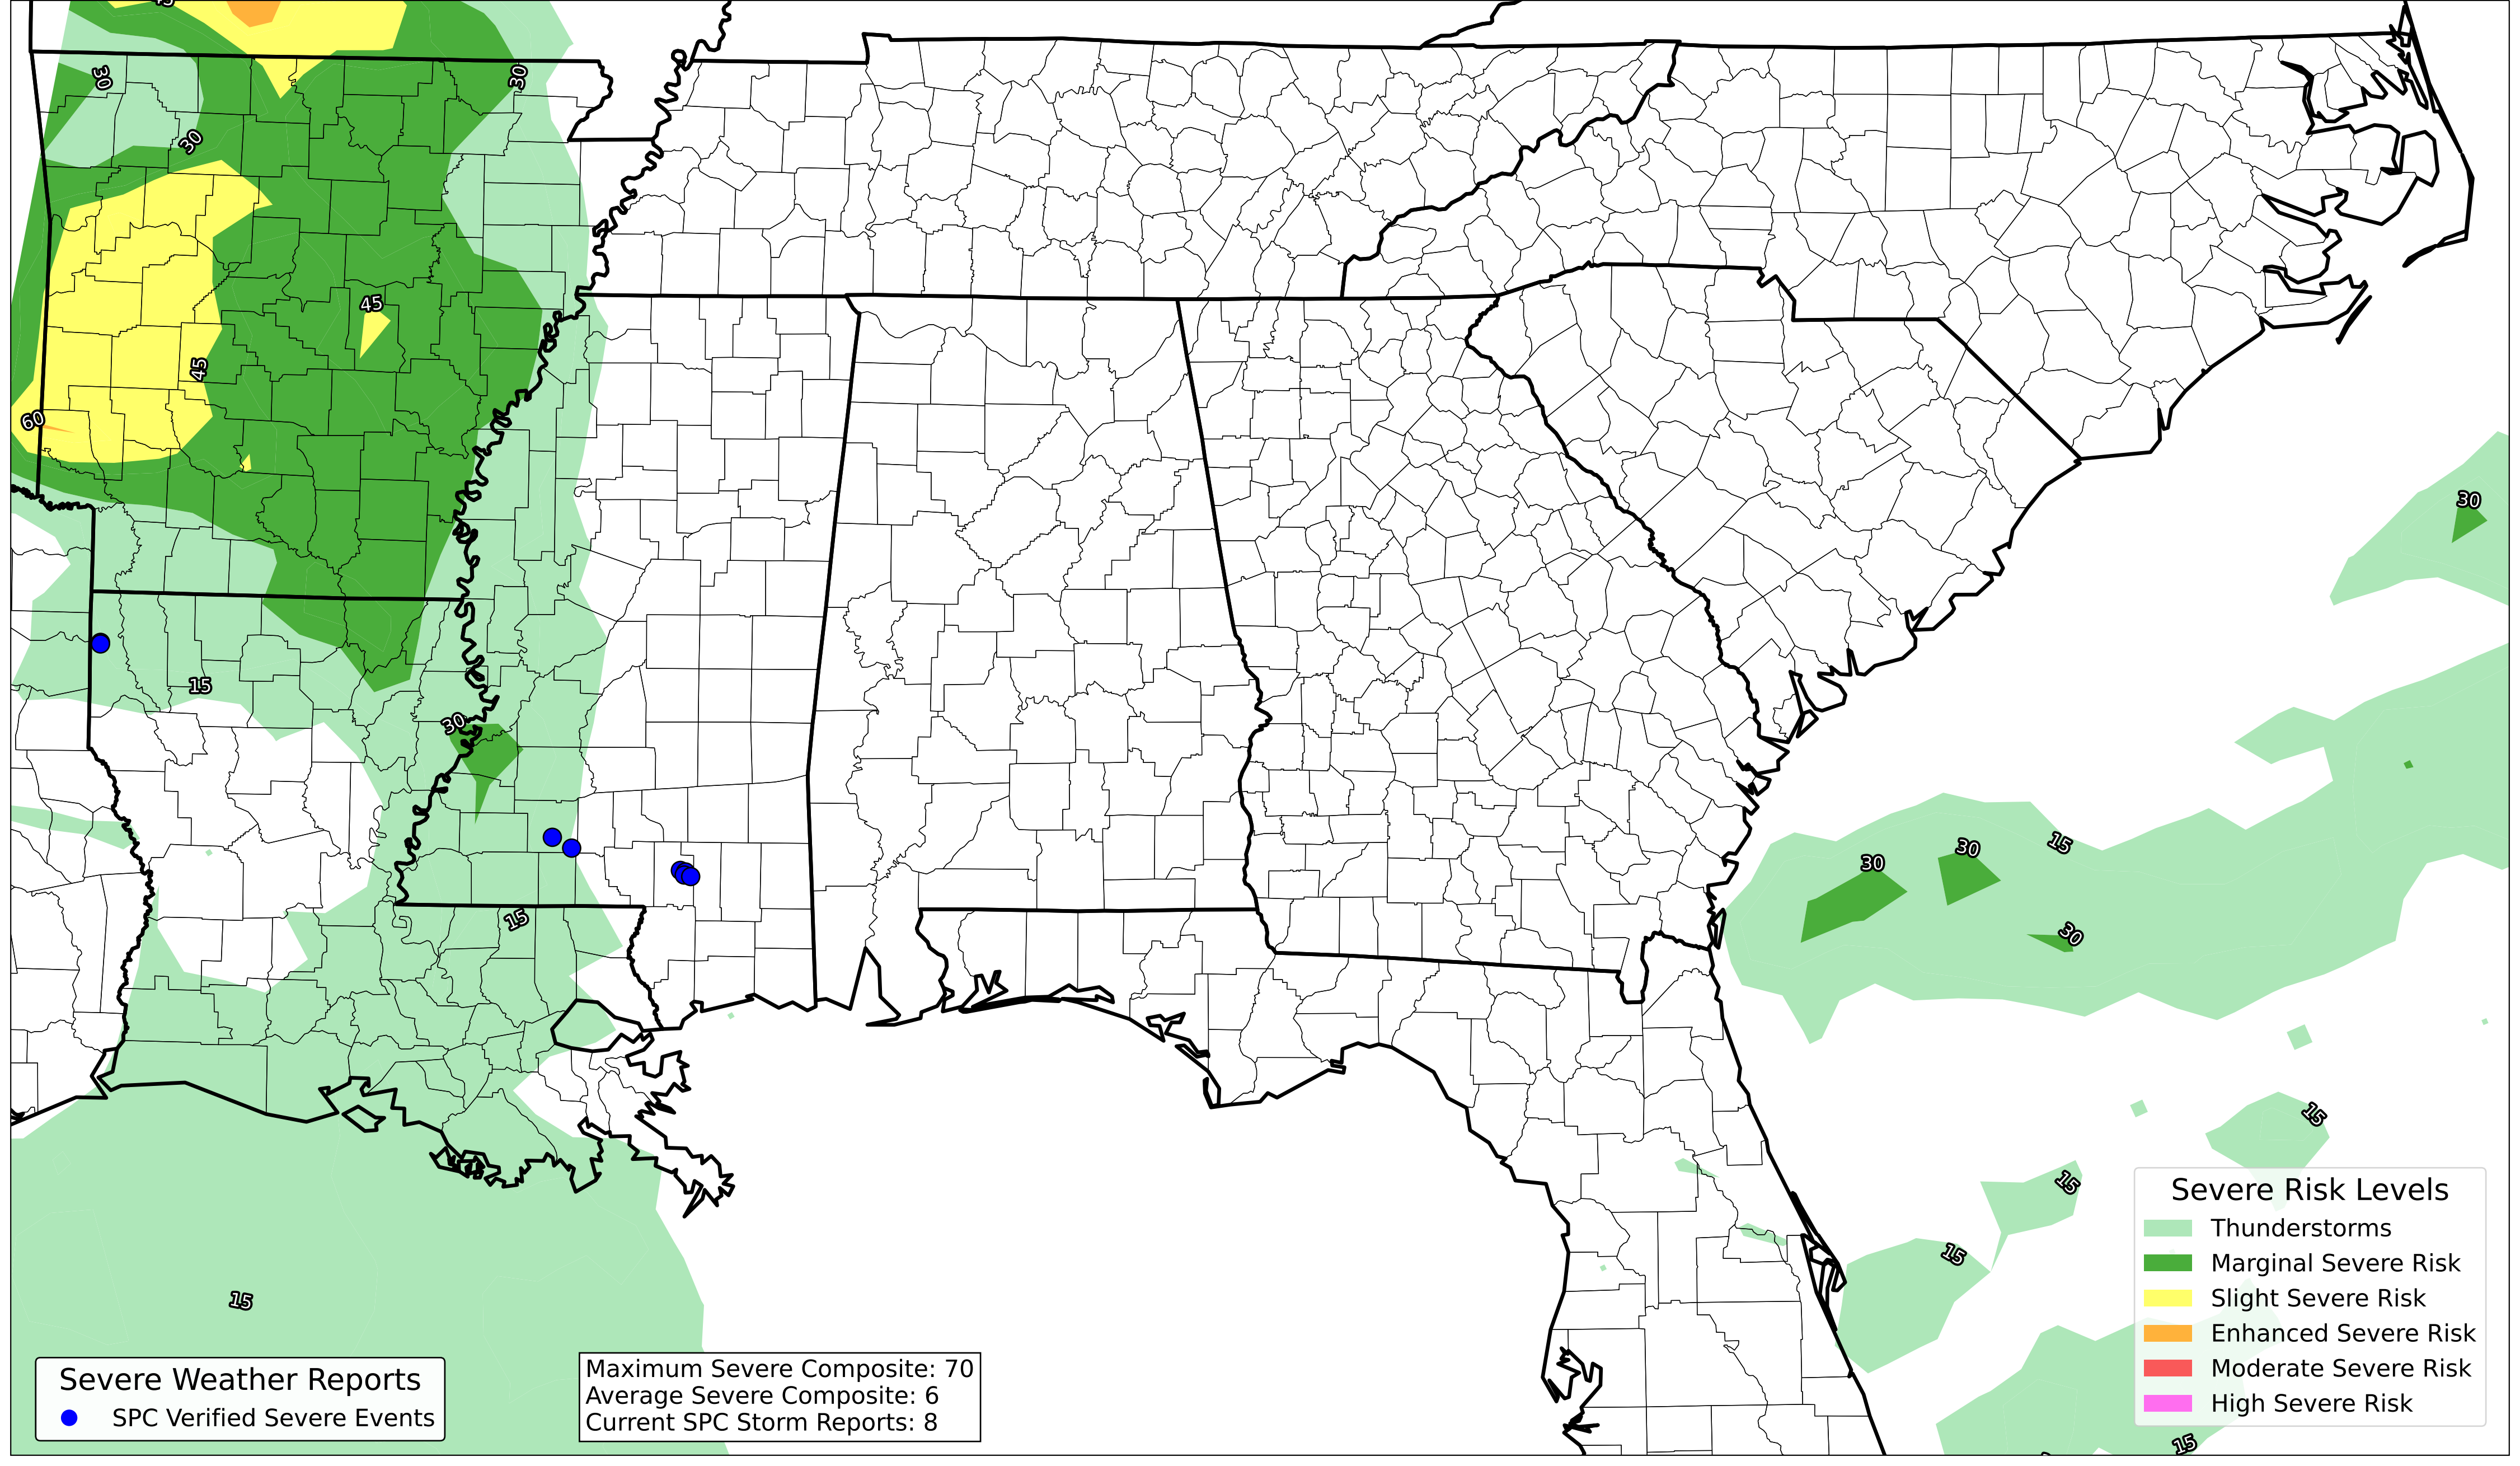 45
30
30
30
45
45
60
30
15
30
30
30
15
15
30
15
15
15
15
15
15
Severe Risk Levels
Thunderstorms
Marginal Severe Risk
Slight Severe Risk
Enhanced Severe Risk
Moderate Severe Risk
High Severe Risk
Severe Weather Reports
SPC Verified Severe Events
Maximum Severe Composite: 70
Average Severe Composite: 6
Current SPC Storm Reports: 8